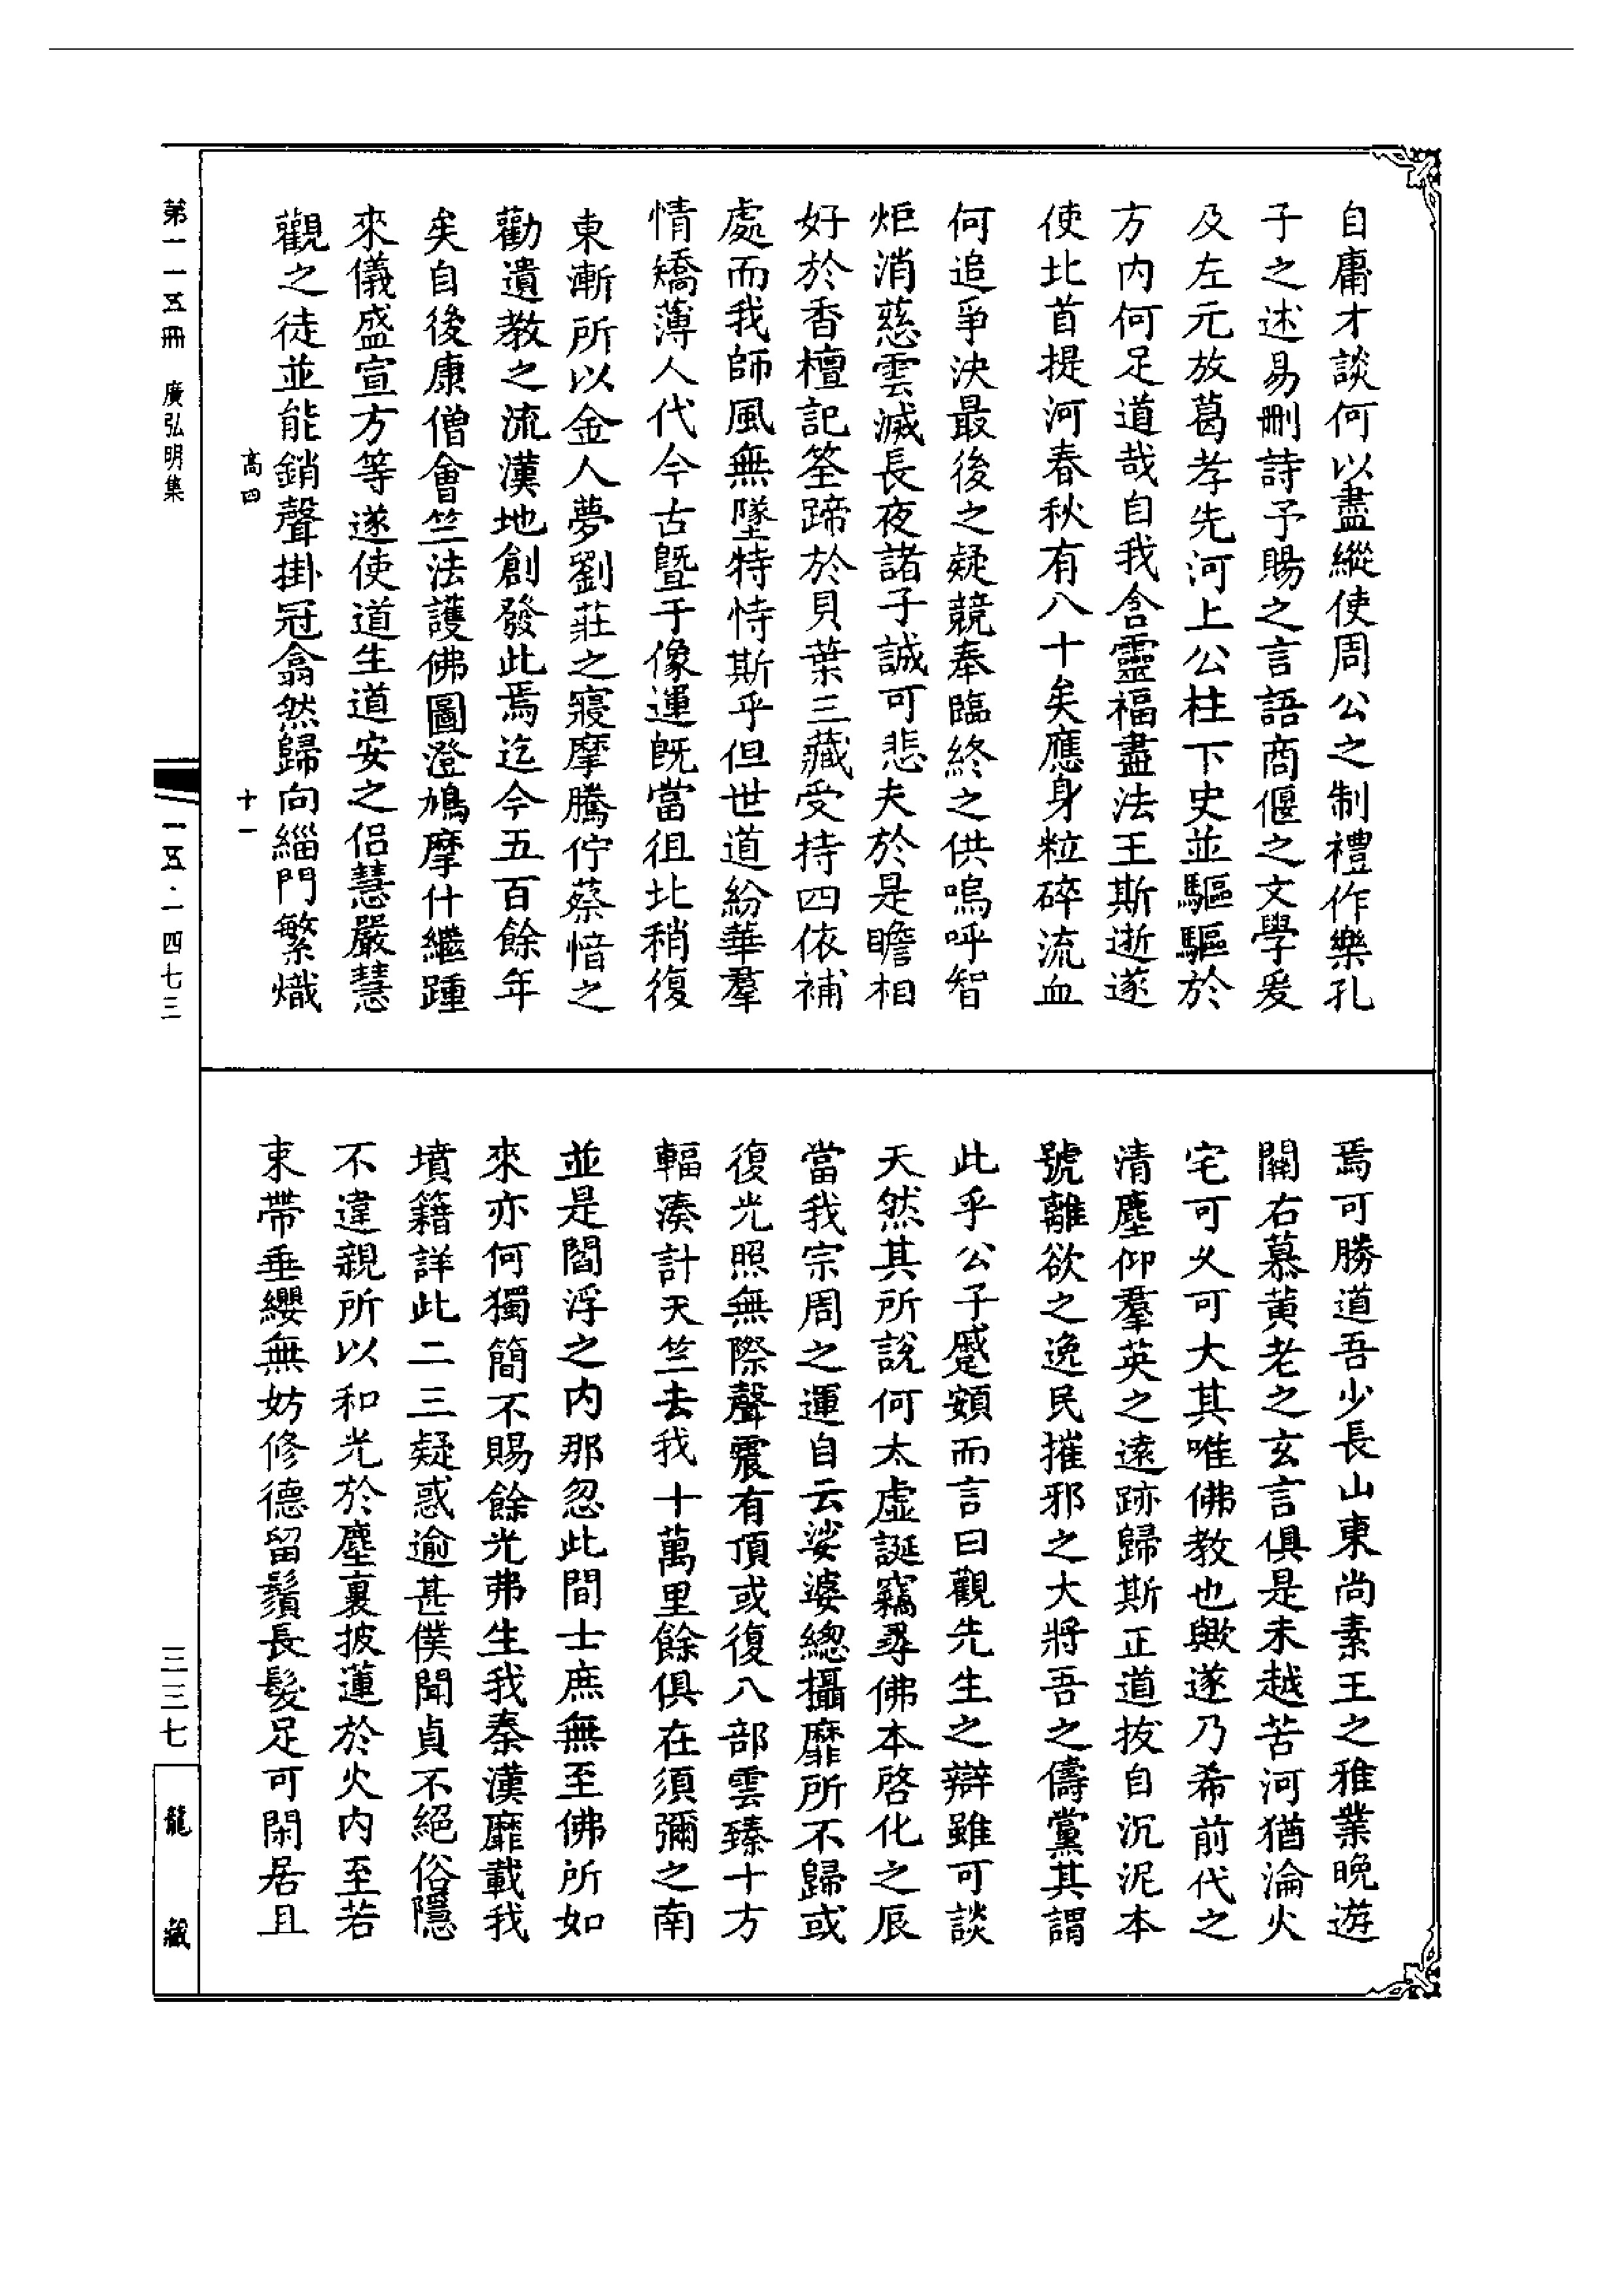 自庸才談何以盡縱使周公之制禮作樂孔
子之述易刪詩予賜之言語商偃之文學爰
及左元放葛孝先河上公柱下史並驅驅於
方內何足道哉自我含靈福盡法王斯逝遂
使北首提河春秋有八十矣應身粒碎流血
何追爭決最後之疑競奉臨終之供嗚呼智
炬消慈雲滅長夜諸子誠可悲夫於是瞻相
好於香檀記筌蹄於貝葉三藏受持四依補
處而我師風無墜特恃斯乎但世道紛華羣
情矯薄人代今古暨于像運既當徂北稍復
東漸所以金人夢劉莊之寢摩騰佇蔡愔之
勸遺教之流漢地創發此焉迄今五百餘年
矣自後康僧會竺法護佛圖澄鳩摩什繼踵
來儀盛宣方等遂使道生道安之侶慧嚴慧
觀之徒並能銷聲掛冠翕然歸向緇門繁熾
高四 十一
焉可勝道吾少長山東尚素王之雅業晚遊
關右慕黃老之玄言俱是未越苦河猶淪火
宅可久可大其唯佛教也歟遂乃希前代之
清塵仰羣英之遠跡歸斯正道拔自沉泥本
號離欲之逸民摧邪之大將吾之儔黨其謂
此乎公子蹙頞而言曰觀先生之辯雖可談
天然其所說何太虛誕竊尋佛本啓化之辰
當我宗周之運自云娑婆總攝靡所不歸或
復光照無際聲震有頂或復八部雲臻十方
輻湊計天竺去我十萬里餘俱在須彌之南
並是閻浮之內那忽此間士庶無至佛所如
來亦何獨簡不賜餘光弗生我秦漢靡載我
墳籍詳此二三疑惑逾甚僕聞貞不絕俗隱
不違親所以和光於塵裏披蓮於火內至若
束帶垂纓無妨修德留鬚長髮足可閑居且
第一一五冊 廣弘明集
一五·一四七三
三三七
龍藏